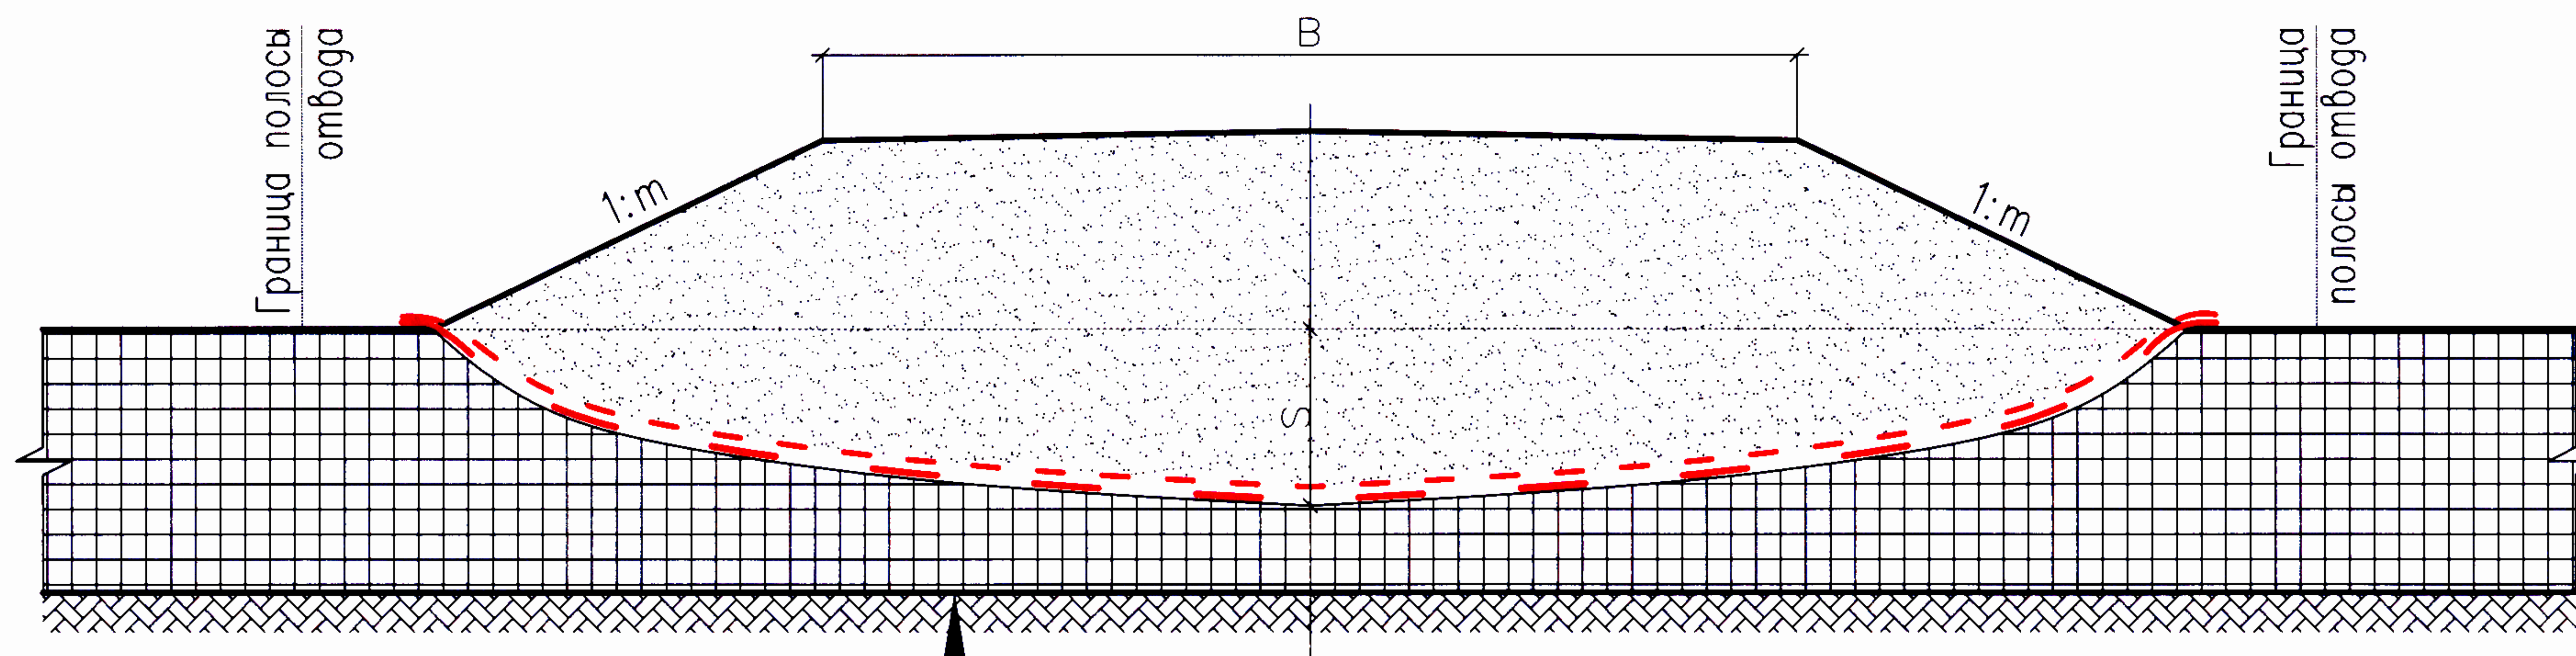 Граница полосы
отвода
B
1:m
S
1:m
Граница
полосы отвода